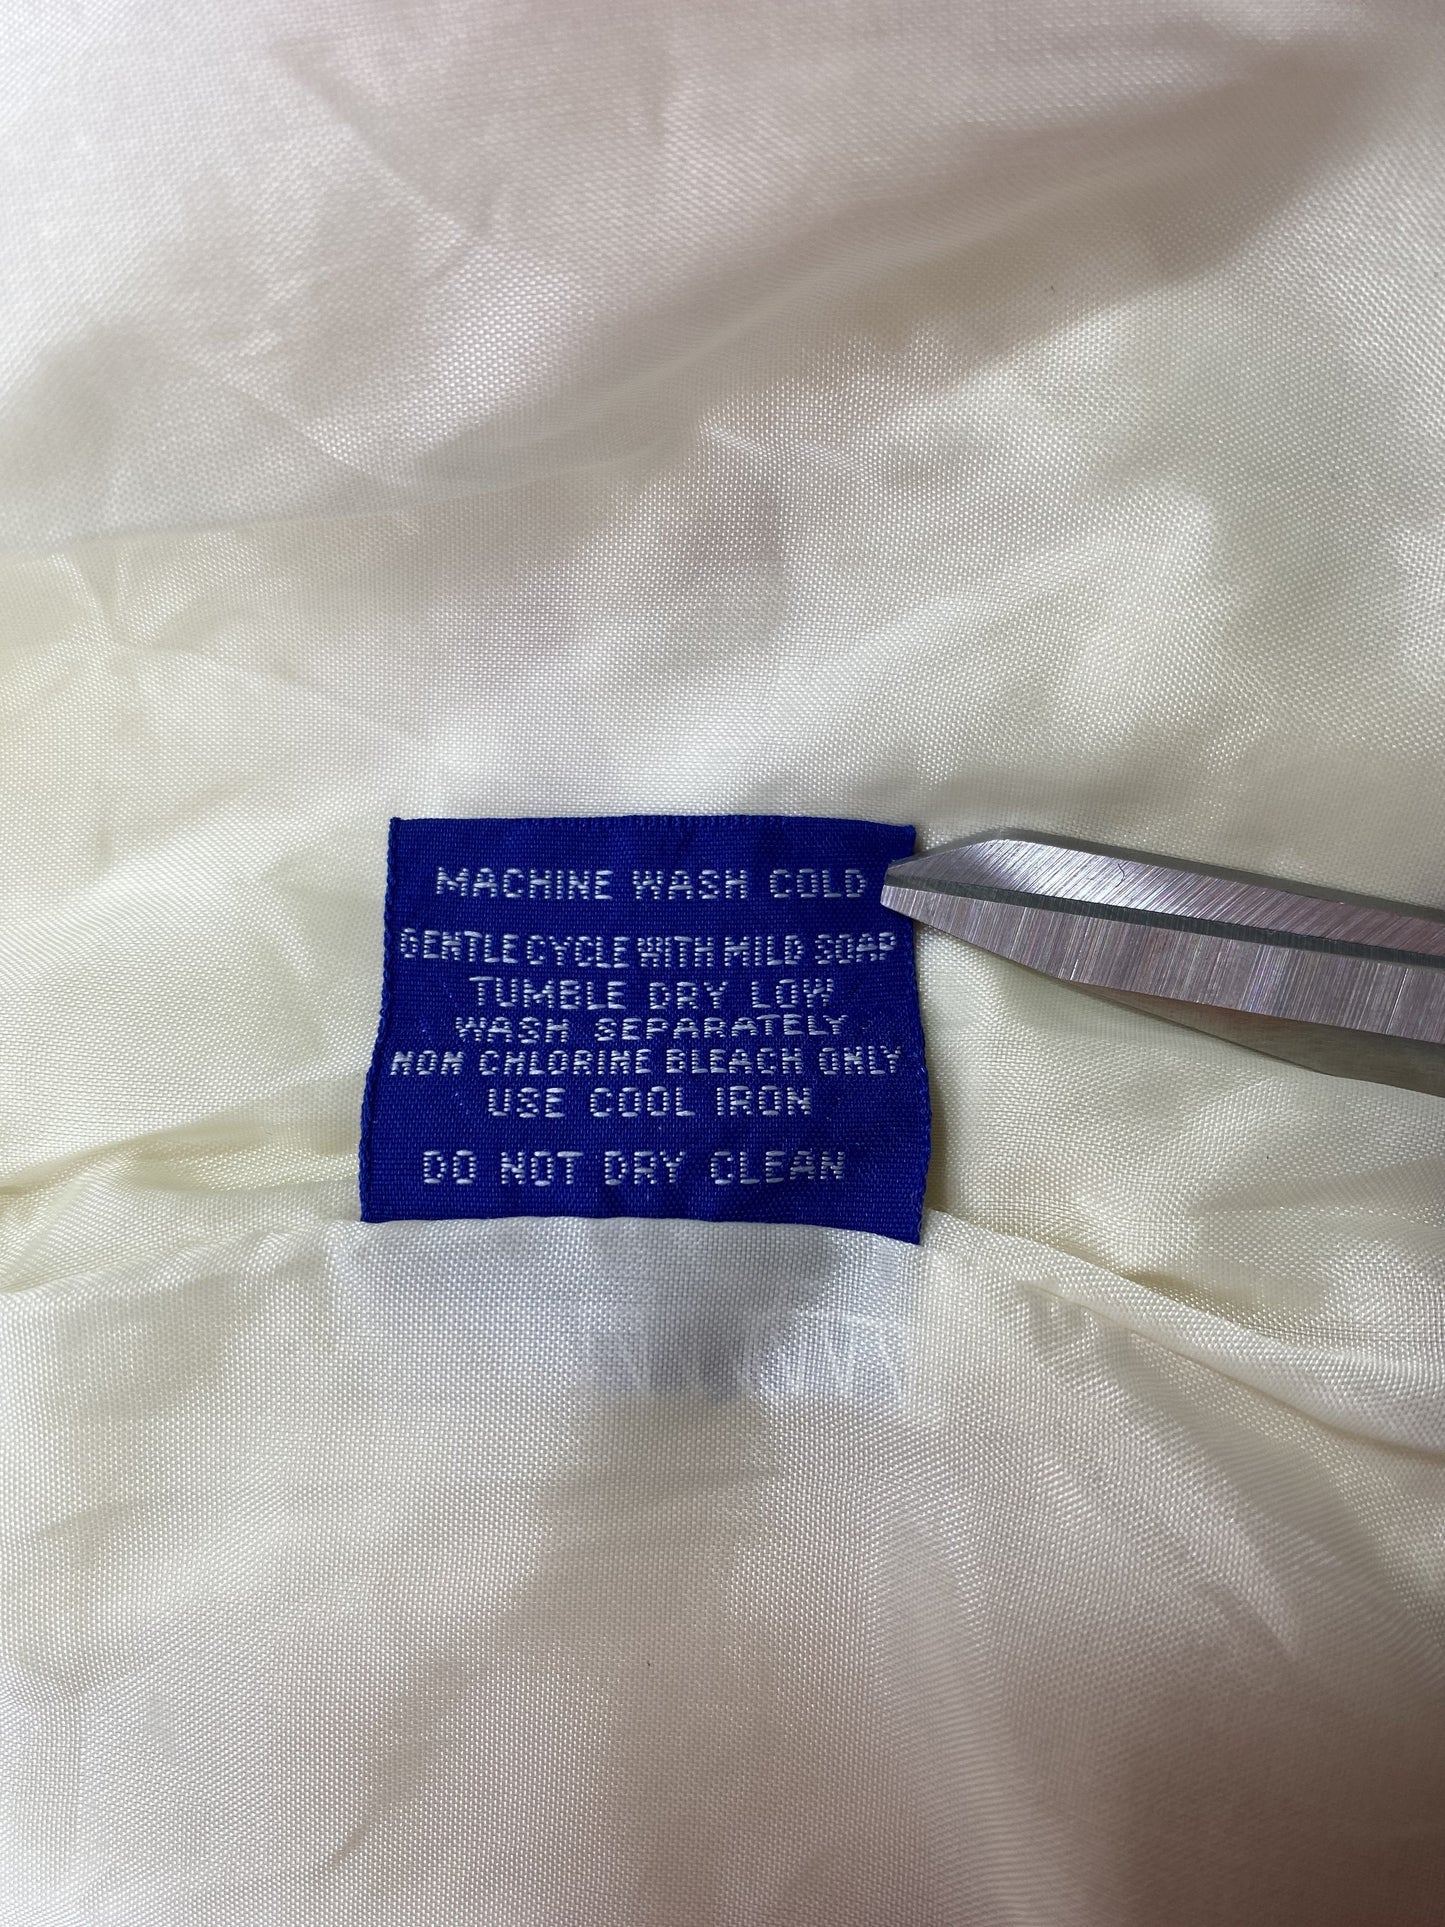 MACHINE WASH COLD
GENTLE CYCLE WITH MILD SOAP
TUMBLE DRY LOW
WASH SEPARATELY
NON CHLORINE BLEACH ONLY
USE COOL IRON
DO NOT DRY CLEAN